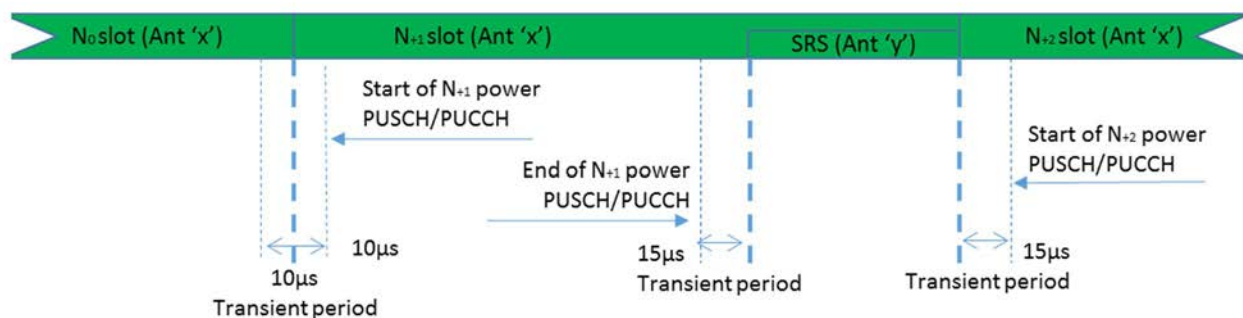 N₀ slot (Ant ‘x’)
N₊₁ slot (Ant ‘x’)
SRS (Ant ‘y’)
N₊₂ slot (Ant ‘x’)
Start of N₊₁ power
PUSCH/PUCCH
Start of N₊₂ power
PUSCH/PUCCH
End of N₊₁ power
PUSCH/PUCCH
10µs
10µs
Transient period
15µs
Transient period
15µs
Transient period